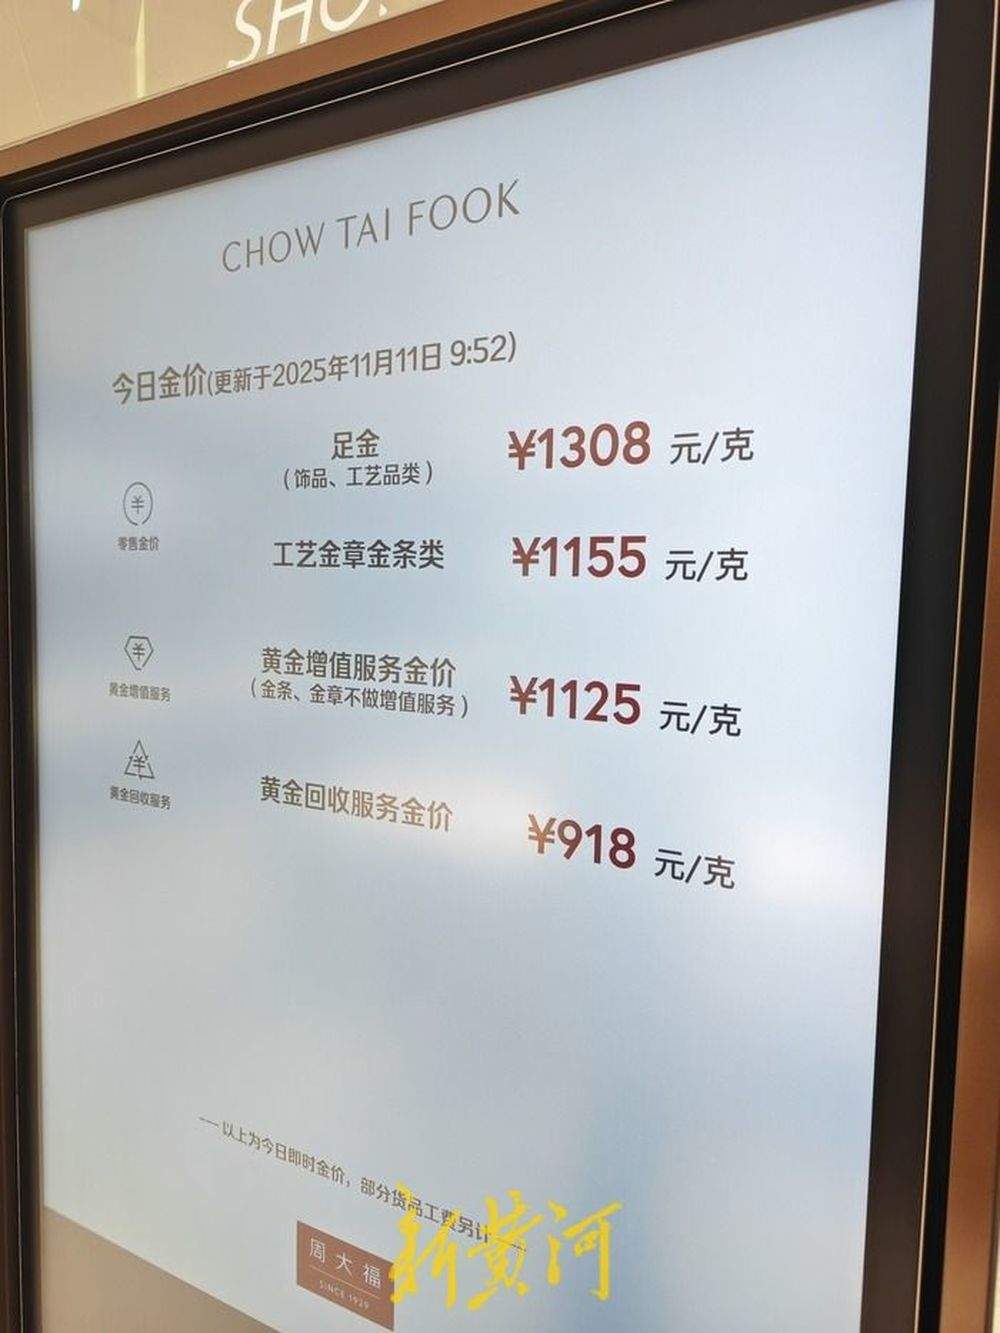 SHO
CHOW TAI FOOK
今日金价(更新于2025年11月11日 9:52)
足金
（饰品、工艺品类）
¥1308 元/克
零售金价
工艺金章金条类
¥1155 元/克
黄金增值服务
黄金增值服务金价
（金条、金章不做增值服务）
¥1125 元/克
黄金回收服务
黄金回收服务金价
¥918 元/克
一 以上为今日即时金价，部分货品工费另计
周大福
SINCE 1929
新黄河